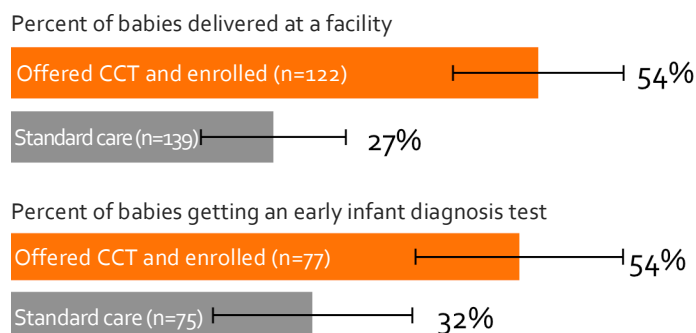 Percent of babies delivered at a facility
Offered CCT and enrolled (n=122)
54%
Standard care (n=139)
27%
Percent of babies getting an early infant diagnosis test
Offered CCT and enrolled (n=77)
54%
Standard care (n=75)
32%